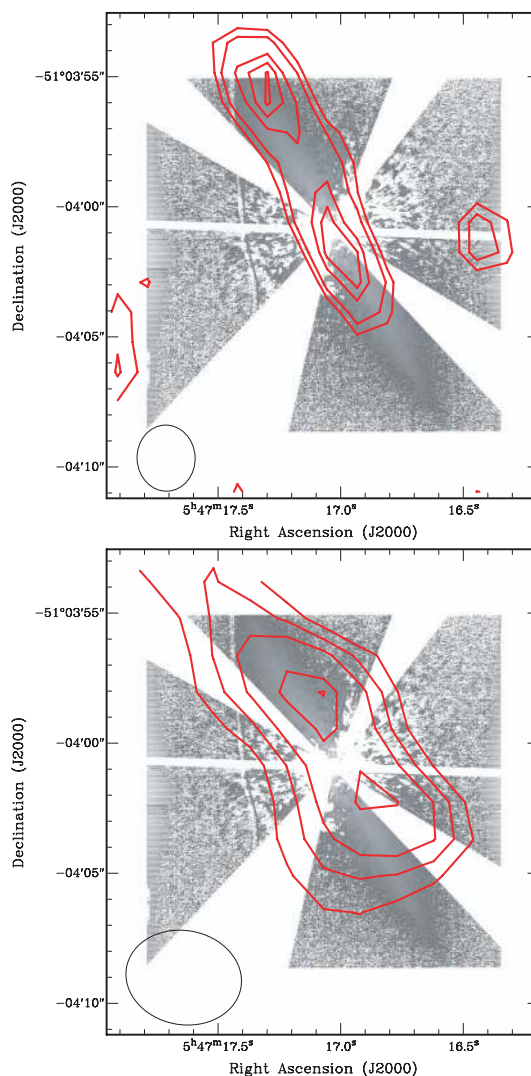 −51°03′55″
−04′00″
−04′05″
−04′10″
Declination (J2000)
5ʰ47ᵐ17.5ˢ 17.0ˢ 16.5ˢ
Right Ascension (J2000)
−51°03′55″
−04′00″
−04′05″
−04′10″
Declination (J2000)
5ʰ47ᵐ17.5ˢ 17.0ˢ 16.5ˢ
Right Ascension (J2000)